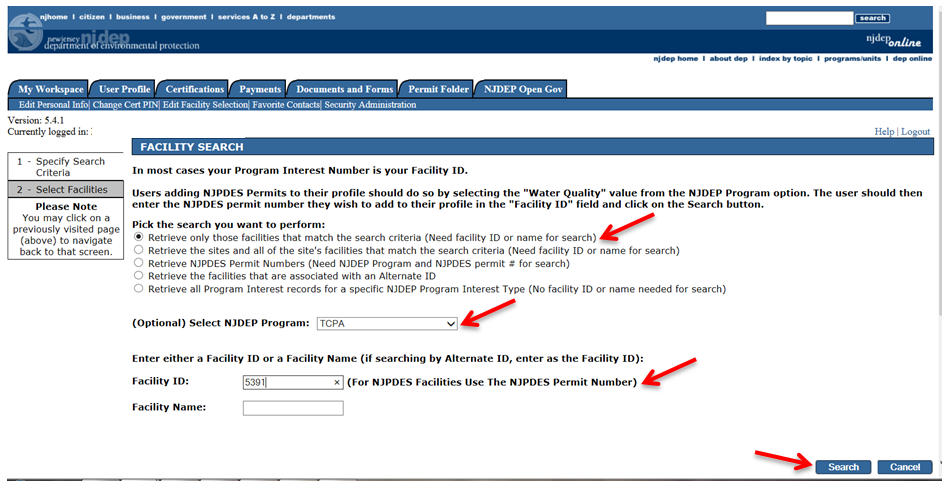 njhome | citizen | business | government | services A to Z | departments
search
newjersey njdep
department of environmental protection
njdeponline
njdep home | about dep | index by topic | programs/units | dep online
My Workspace User Profile Certifications Payments Documents and Forms Permit Folder NJDEP Open Gov
Edit Personal Info| Change Cert PIN| Edit Facility Selection| Favorite Contacts| Security Administration
Version: 5.4.1
Currently logged in:
Help | Logout
1 - Specify Search
Criteria
2 - Select Facilities
Please Note
You may click on a
previously visited page
(above) to navigate
back to that screen.
FACILITY SEARCH
In most cases your Program Interest Number is your Facility ID.
Users adding NJPDES Permits to their profile should do so by selecting the "Water Quality" value from the NJDEP Program option. The user should then
enter the NJPDES permit number they wish to add to their profile in the "Facility ID" field and click on the Search button.
Pick the search you want to perform:
Retrieve only those facilities that match the search criteria (Need facility ID or name for search)
Retrieve the sites and all of the site's facilities that match the search criteria (Need facility ID or name for search)
Retrieve NJPDES Permit Numbers (Need NJDEP Program and NJPDES permit # for search)
Retrieve the facilities that are associated with an Alternate ID
Retrieve all Program Interest records for a specific NJDEP Program Interest Type (No facility ID or name needed for search)
(Optional) Select NJDEP Program: TCPA
Enter either a Facility ID or a Facility Name (if searching by Alternate ID, enter as the Facility ID):
Facility ID: 5391 × (For NJPDES Facilities Use The NJPDES Permit Number)
Facility Name:
Search Cancel